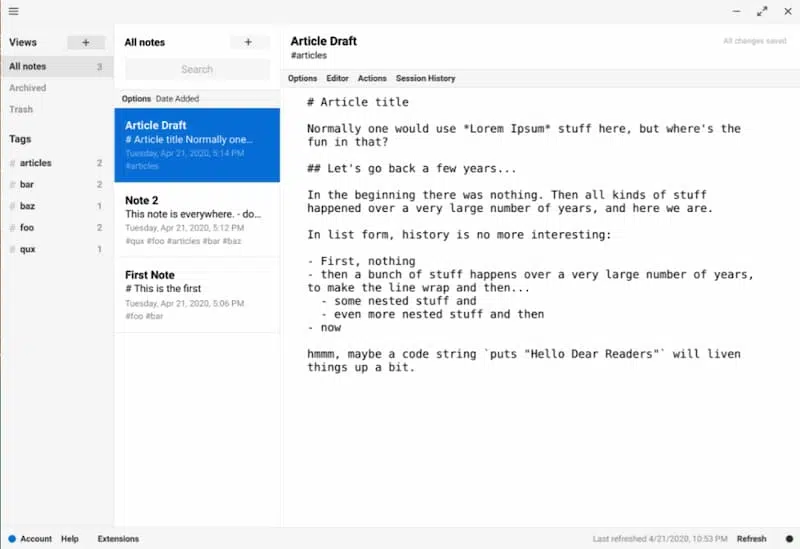 Views +
All notes 3
Archived
Trash
Tags
# articles 2
# bar 2
# baz 1
# foo 2
# qux 1
All notes +
Search
Options Date Added
Article Draft
# Article title Normally one...
Tuesday, Apr 21, 2020, 5:14 PM
#articles
Note 2
This note is everywhere. - do...
Tuesday, Apr 21, 2020, 5:12 PM
#qux #foo #articles #bar #baz
First Note
# This is the first
Tuesday, Apr 21, 2020, 5:06 PM
#foo #bar
Article Draft
All changes saved
#articles
Options Editor Actions Session History
# Article title
Normally one would use *Lorem Ipsum* stuff here, but where's the
fun in that?
## Let's go back a few years...
In the beginning there was nothing. Then all kinds of stuff
happened over a very large number of years, and here we are.
In list form, history is no more interesting:
- First, nothing
- then a bunch of stuff happens over a very large number of years,
to make the line wrap and then...
- some nested stuff and
- even more nested stuff and then
- now
hmmm, maybe a code string `puts "Hello Dear Readers"` will liven
things up a bit.
Account Help Extensions
Last refreshed 4/21/2020, 10:53 PM Refresh